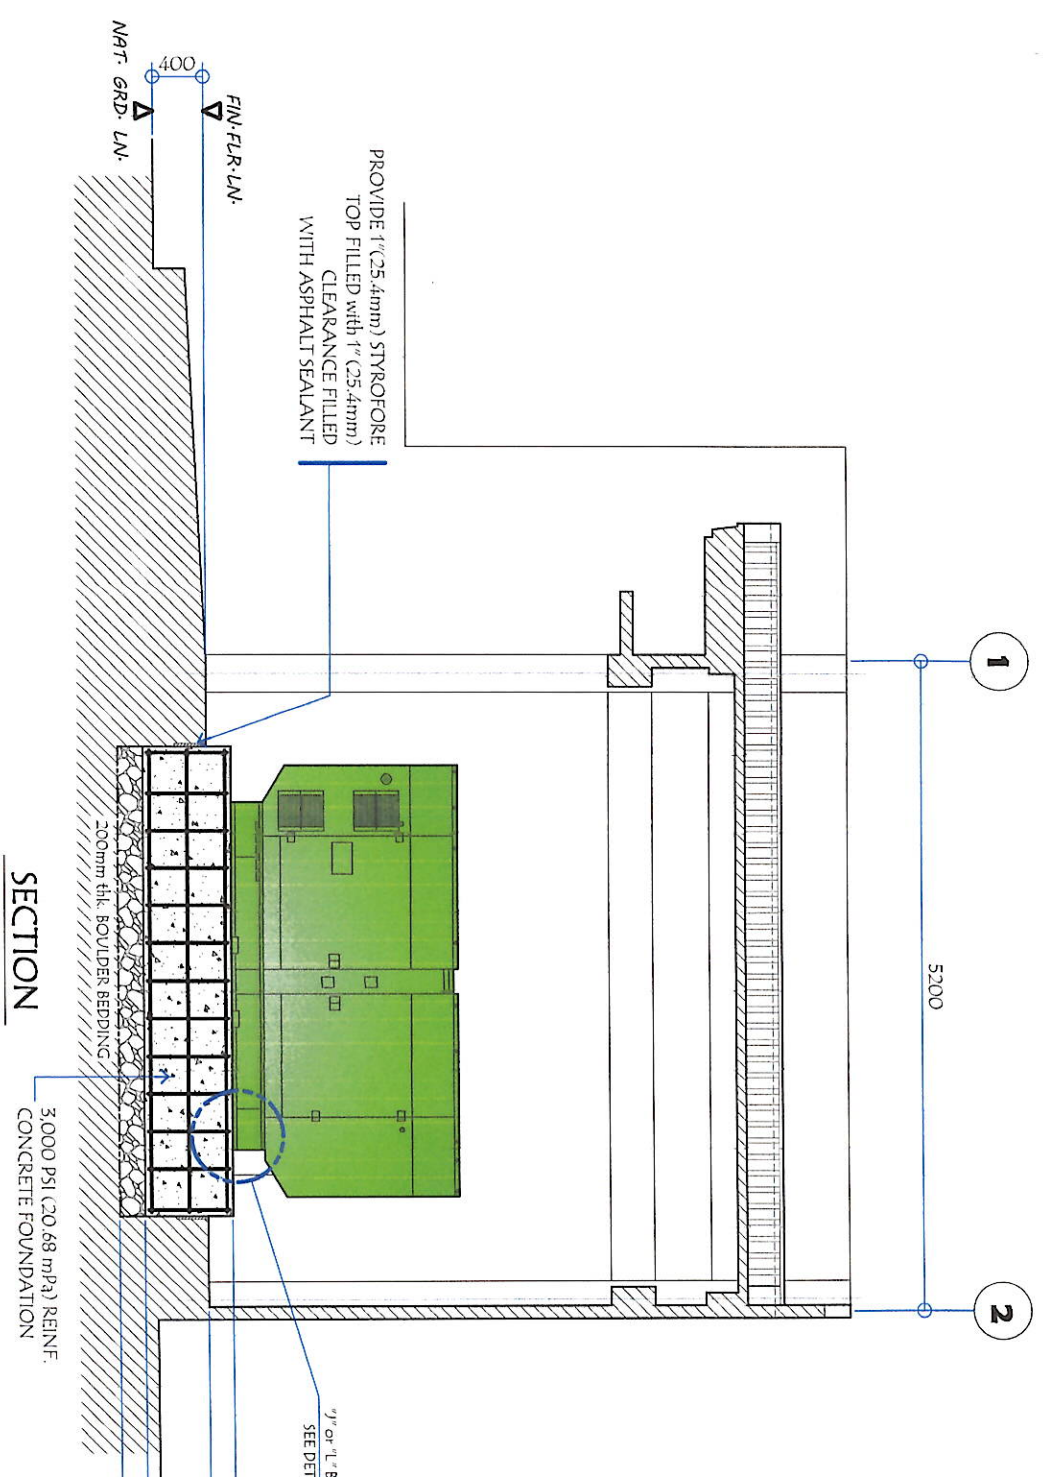 1
2
5200
PROVIDE 1"(25.4mm) STYROFORE
TOP FILLED with 1" (25.4mm)
CLEARANCE FILLED
WITH ASPHALT SEALANT
FIN.FLR.LN.
400
NAT. GRD. LN.
"J" or "L" B
SEE DET
200mm thk. BOULDER BEDDING
3,000 PSI (20.68 mPa) REINF.
CONCRETE FOUNDATION
SECTION